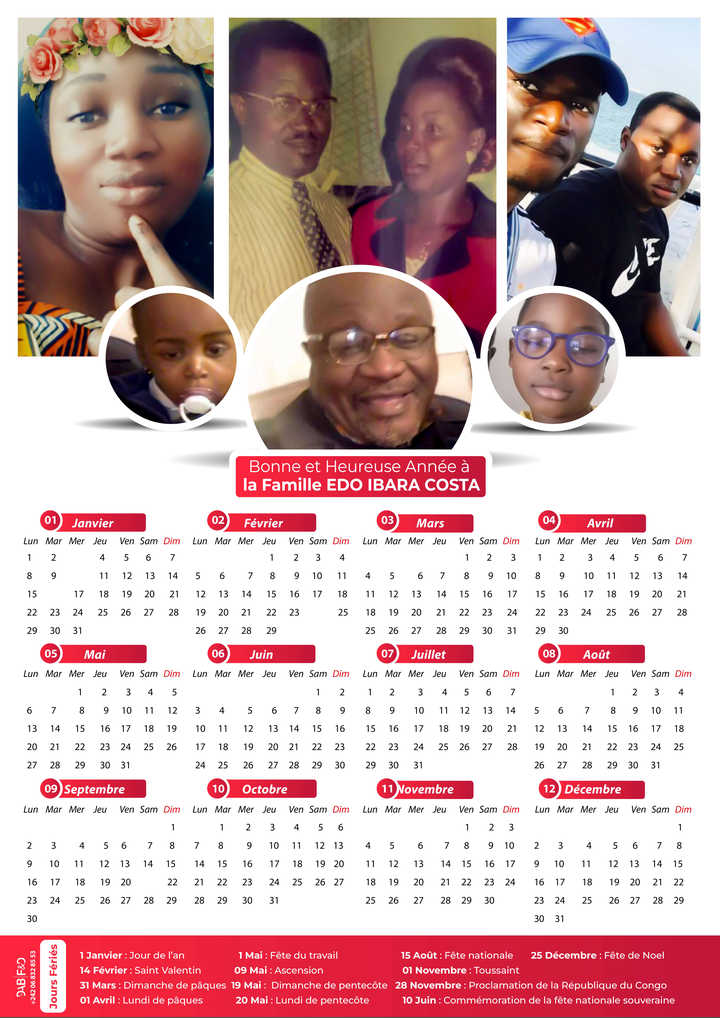 Bonne et Heureuse Année à
la Famille EDO IBARA COSTA
01 Janvier
Lun Mar Mer Jeu Ven Sam Dim
1 2 4 5 6 7
8 9 11 12 13 14
15 17 18 19 20 21
22 23 24 25 26 27 28
29 30 31
02 Février
Lun Mar Mer Jeu Ven Sam Dim
1 2 3 4
5 6 7 8 9 10 11
12 13 14 15 16 17 18
19 20 21 22 23 25
26 27 28 29
03 Mars
Lun Mar Mer Jeu Ven Sam Dim
1 2 3
4 5 6 7 8 9 10
11 12 13 14 15 16 17
18 19 20 21 22 23 24
25 26 27 28 29 30 31
04 Avril
Lun Mar Mer Jeu Ven Sam Dim
1 2 3 4 5 6 7
8 9 10 11 12 13 14
15 16 17 18 19 20 21
22 23 24 25 26 27 28
29 30
05 Mai
Lun Mar Mer Jeu Ven Sam Dim
1 2 3 4 5
6 7 8 9 10 11 12
13 14 15 16 17 18 19
20 21 22 23 24 25 26
27 28 29 30 31
06 Juin
Lun Mar Mer Jeu Ven Sam Dim
1 2
3 4 5 6 7 8 9
10 11 12 13 14 15 16
17 18 19 20 21 22 23
24 25 26 27 28 29 30
07 Juillet
Lun Mar Mer Jeu Ven Sam Dim
1 2 3 4 5 6 7
8 9 10 11 12 13 14
15 16 17 18 19 20 21
22 23 24 25 26 27 28
29 30 31
08 Août
Lun Mar Mer Jeu Ven Sam Dim
1 2 3 4
5 6 7 8 9 10 11
12 13 14 15 16 17 18
19 20 21 22 23 24 25
26 27 28 29 30 31
09 Septembre
Lun Mar Mer Jeu Ven Sam Dim
1
2 3 4 5 6 7 8
9 10 11 12 13 14 15
16 17 18 19 20 22
23 24 25 26 27 28 29
30
10 Octobre
Lun Mar Mer Jeu Ven Sam Dim
1 2 3 4 5 6
7 8 9 10 11 12 13
14 15 16 17 18 19 20
21 22 23 24 25 26 27
28 29 30 31
11 Novembre
Lun Mar Mer Jeu Ven Sam Dim
1 2 3
4 5 6 7 8 9 10
11 12 13 14 15 16 17
18 19 20 21 22 23 24
25 26 27 28 29 30
12 Décembre
Lun Mar Mer Jeu Ven Sam Dim
1
2 3 4 5 6 7 8
9 10 11 12 13 14 15
16 17 18 19 20 21 22
23 24 25 26 27 28 29
30 31
+242 06 832 85 53
Jours Fériés
1 Janvier : Jour de l'an
14 Février : Saint Valentin
31 Mars : Dimanche de pâques
01 Avril : Lundi de pâques
1 Mai : Fête du travail
09 Mai : Ascension
19 Mai : Dimanche de pentecôte
20 Mai : Lundi de pentecôte
15 Août : Fête nationale
25 Décembre : Fête de Noel
01 Novembre : Toussaint
28 Novembre : Proclamation de la République du Congo
10 Juin : Commémoration de la fête nationale souveraine